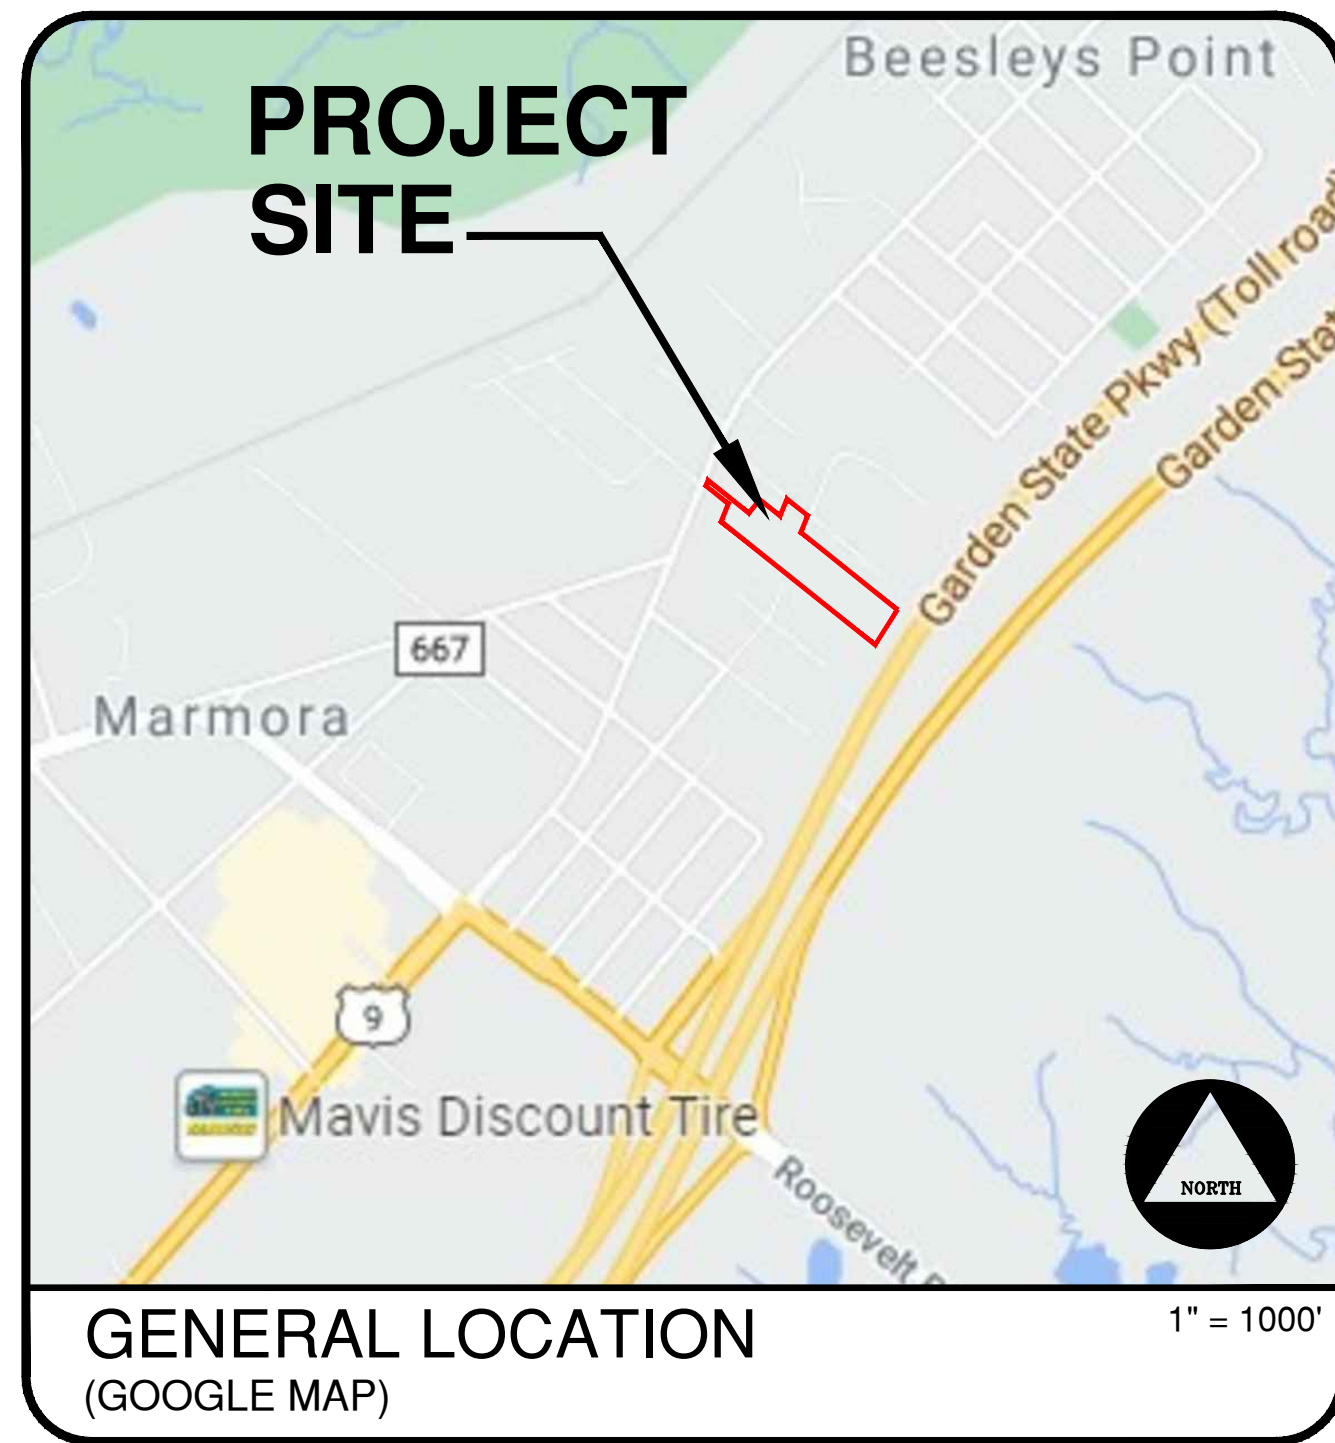 Beesleys Point
PROJECT
SITE
Garden State Pkwy (Toll road)
Garden Sta
667
Marmora
9
Mavis Discount Tire
Roosevelt
NORTH
GENERAL LOCATION
1" = 1000'
(GOOGLE MAP)